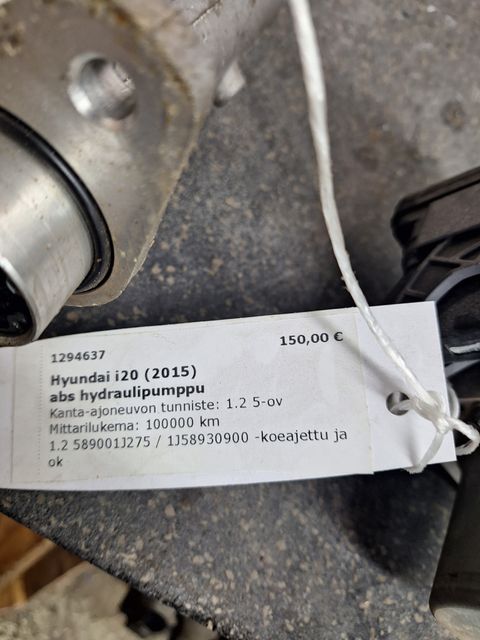 1294637
150,00 €
Hyundai i20 (2015)
abs hydraulipumppu
Kanta-ajoneuvon tunniste: 1.2 5-ov
Mittarilukema: 100000 km
1.2 589001J275 / 1J58930900 -koeajettu ja
ok